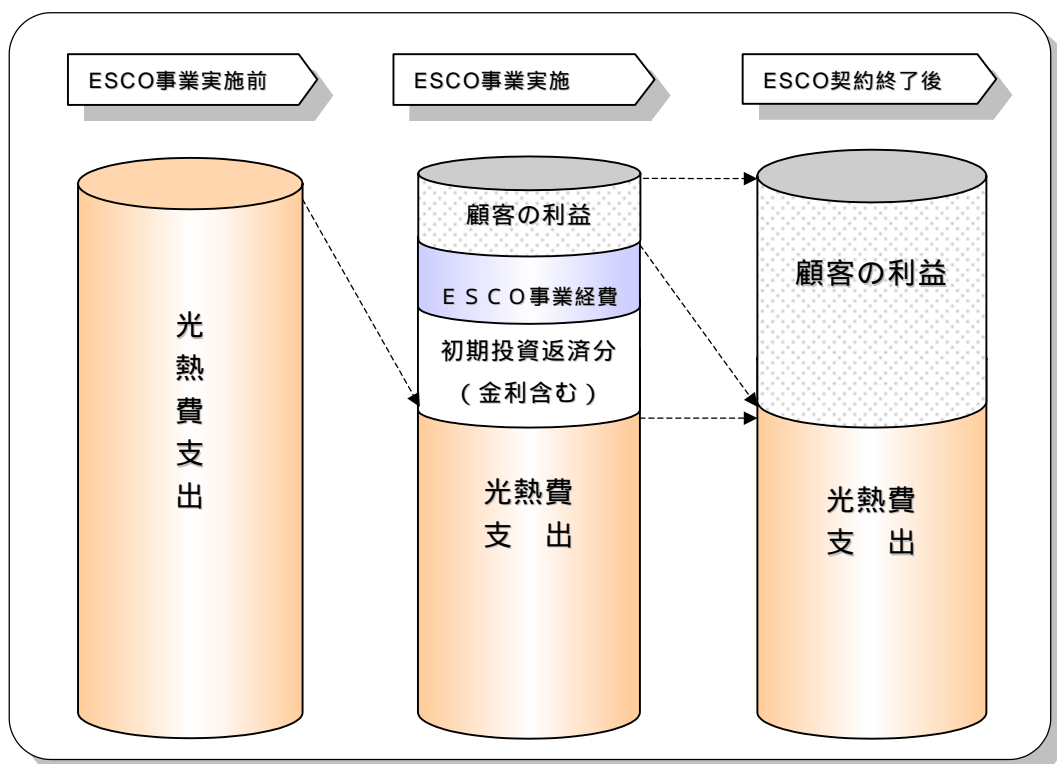 ESCO事業実施前
ESCO事業実施
ESCO契約終了後
光
熱
費
支
出
顧客の利益
ESCO事業経費
初期投資返済分
(金利含む)
光熱費
支 出
顧客の利益
光熱費
支 出